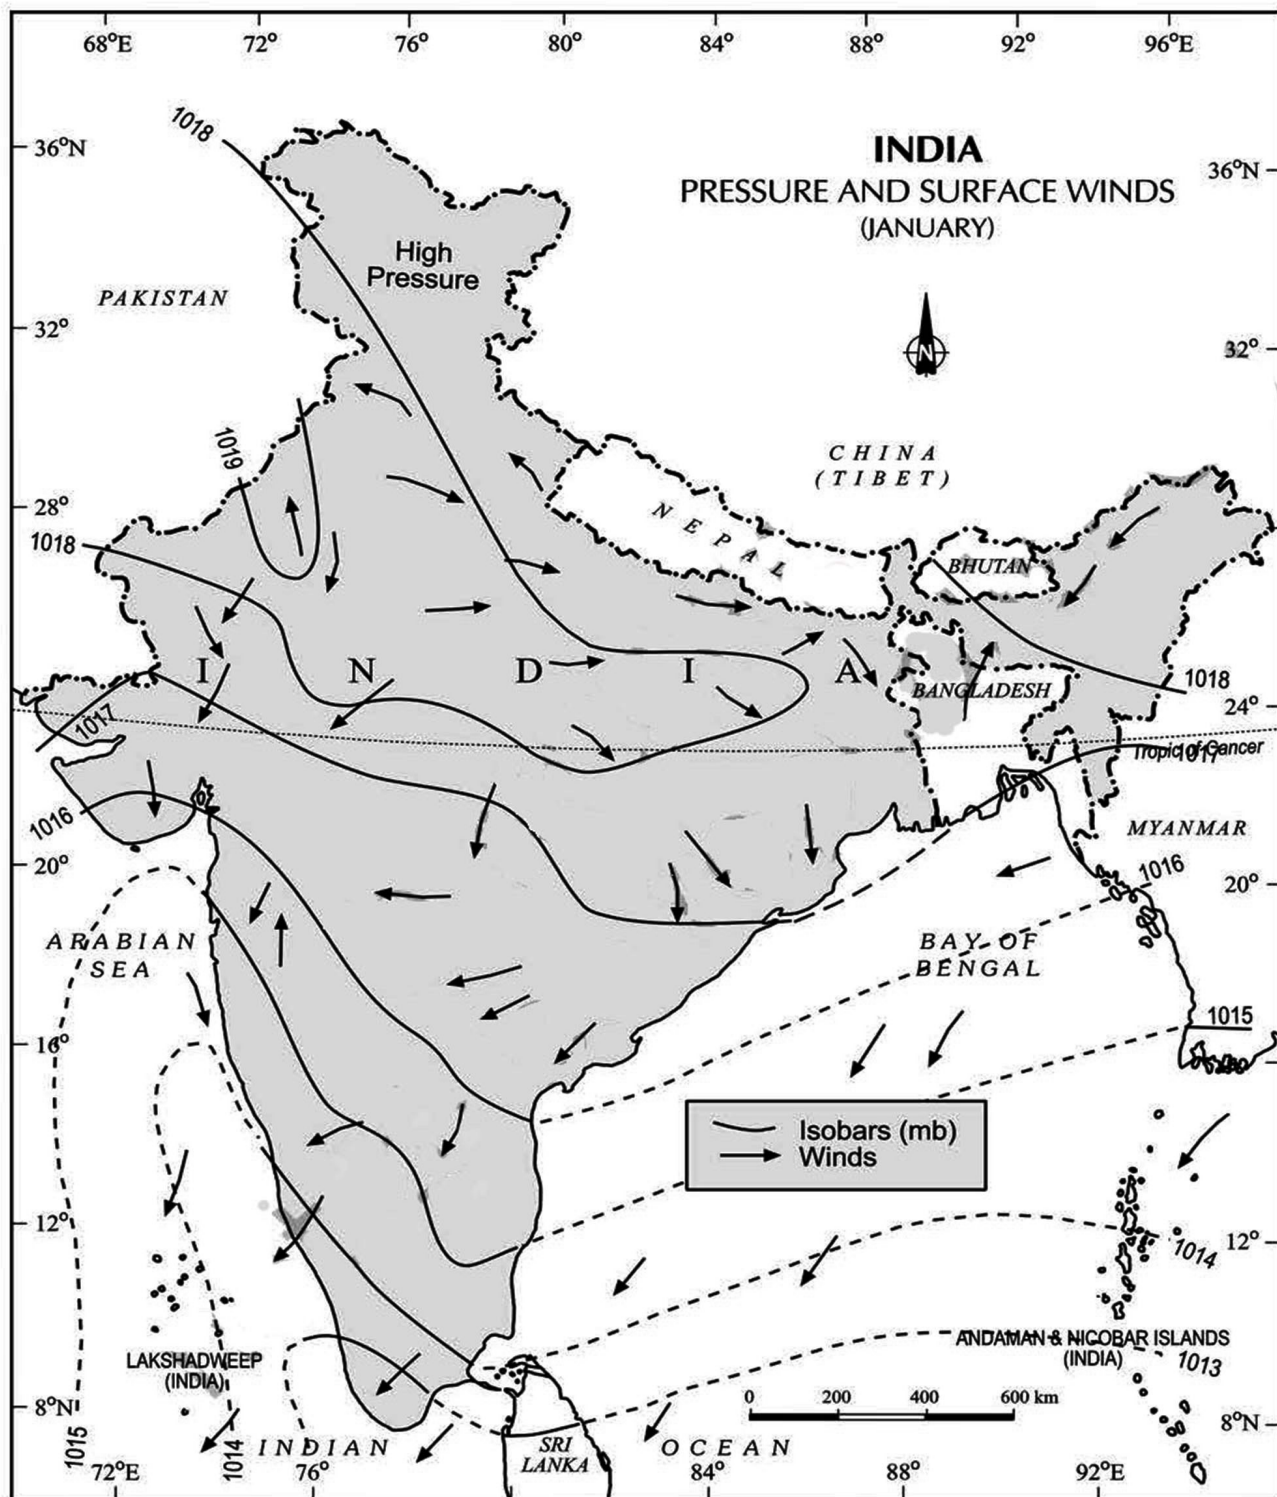 68°E 72° 76° 80° 84° 88° 92° 96°E
1018
36°N
INDIA
36°N
PRESSURE AND SURFACE WINDS
(JANUARY)
High
Pressure
PAKISTAN
32°
N
32°
1019
CHINA
(TIBET)
28°
NEPAL
1018
BHUTAN
I N D I A
1018
BANGLADESH
24°
1017
Tropic of Cancer
1017
1016
MYANMAR
20°
1016
20°
ARABIAN
SEA
BAY OF
BENGAL
1015
16°
Isobars (mb)
Winds
12°
12°
1014
ANDAMAN & NICOBAR ISLANDS
(INDIA)
1013
LAKSHADWEEP
(INDIA)
0 200 400 600 km
8°N
8°N
1015
1014
INDIAN OCEAN
SRI
LANKA
72°E 76° 84° 88° 92°E